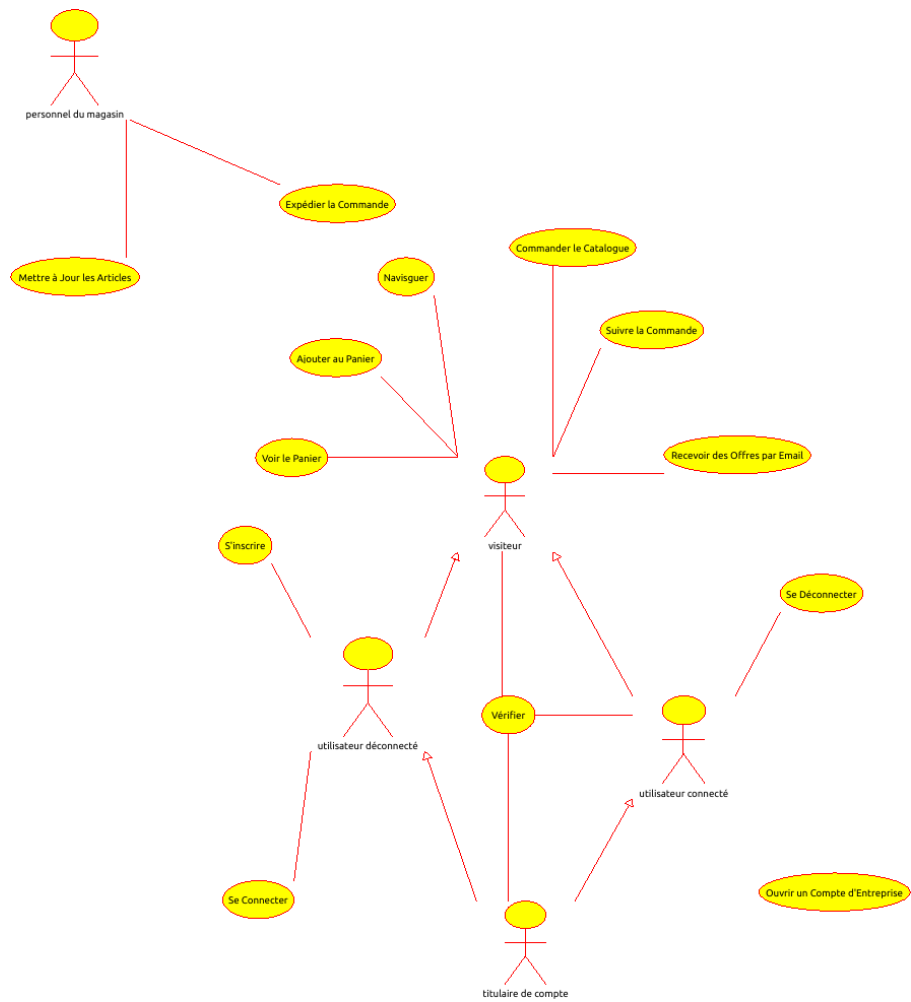 personnel du magasin
Expédier la Commande
Commander le Catalogue
Mettre à Jour les Articles
Navisguer
Suivre la Commande
Ajouter au Panier
Voir le Panier
Recevoir des Offres par Email
S'inscrire
visiteur
Se Déconnecter
Vérifier
utilisateur déconnecté
utilisateur connecté
Se Connecter
Ouvrir un Compte d'Entreprise
titulaire de compte